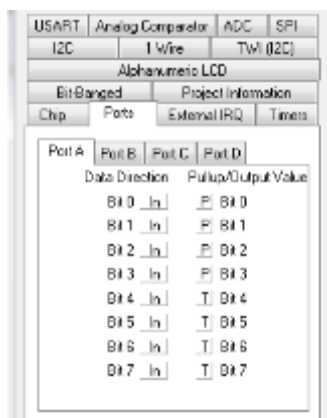 USART Analog Comparator ADC SPI
I2C 1 Wire TWI (I2C)
Alphanumeric LCD
Bit-Banged Project Information
Chip Ports External IRQ Timers
Port A Port B Port C Port D
Data Direction Pullup/Output Value
Bit 0 In P Bit 0
Bit 1 In P Bit 1
Bit 2 In P Bit 2
Bit 3 In P Bit 3
Bit 4 In T Bit 4
Bit 5 In T Bit 5
Bit 6 In T Bit 6
Bit 7 In T Bit 7